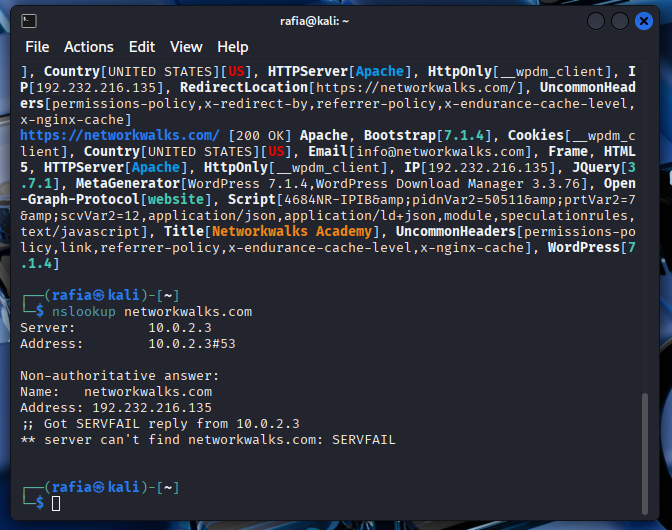 rafia@kali: ~
File Actions Edit View Help
], Country[UNITED STATES][US], HTTPServer[Apache], HttpOnly[__wpdm_client], I
P[192.232.216.135], RedirectLocation[https://networkwalks.com/], UncommonHead
ers[permissions-policy,x-redirect-by,referrer-policy,x-endurance-cache-level,
x-nginx-cache]
https://networkwalks.com/ [200 OK] Apache, Bootstrap[7.1.4], Cookies[__wpdm_c
lient], Country[UNITED STATES][US], Email[info@networkwalks.com], Frame, HTML
5, HTTPServer[Apache], HttpOnly[__wpdm_client], IP[192.232.216.135], JQuery[3
.7.1], MetaGenerator[WordPress 7.1.4,WordPress Download Manager 3.3.76], Open
-Graph-Protocol[website], Script[4684NR-IPIB&amp;pidnVar2=50511&amp;prtVar2=7
&amp;scvVar2=12,application/json,application/ld+json,module,speculationrules,
text/javascript], Title[Networkwalks Academy], UncommonHeaders[permissions-po
licy,link,referrer-policy,x-endurance-cache-level,x-nginx-cache], WordPress[7
.1.4]
┌──(rafia㉿kali)-[~]
└─$ nslookup networkwalks.com
Server:         10.0.2.3
Address:        10.0.2.3#53
Non-authoritative answer:
Name:   networkwalks.com
Address: 192.232.216.135
;; Got SERVFAIL reply from 10.0.2.3
** server can't find networkwalks.com: SERVFAIL
┌──(rafia㉿kali)-[~]
└─$